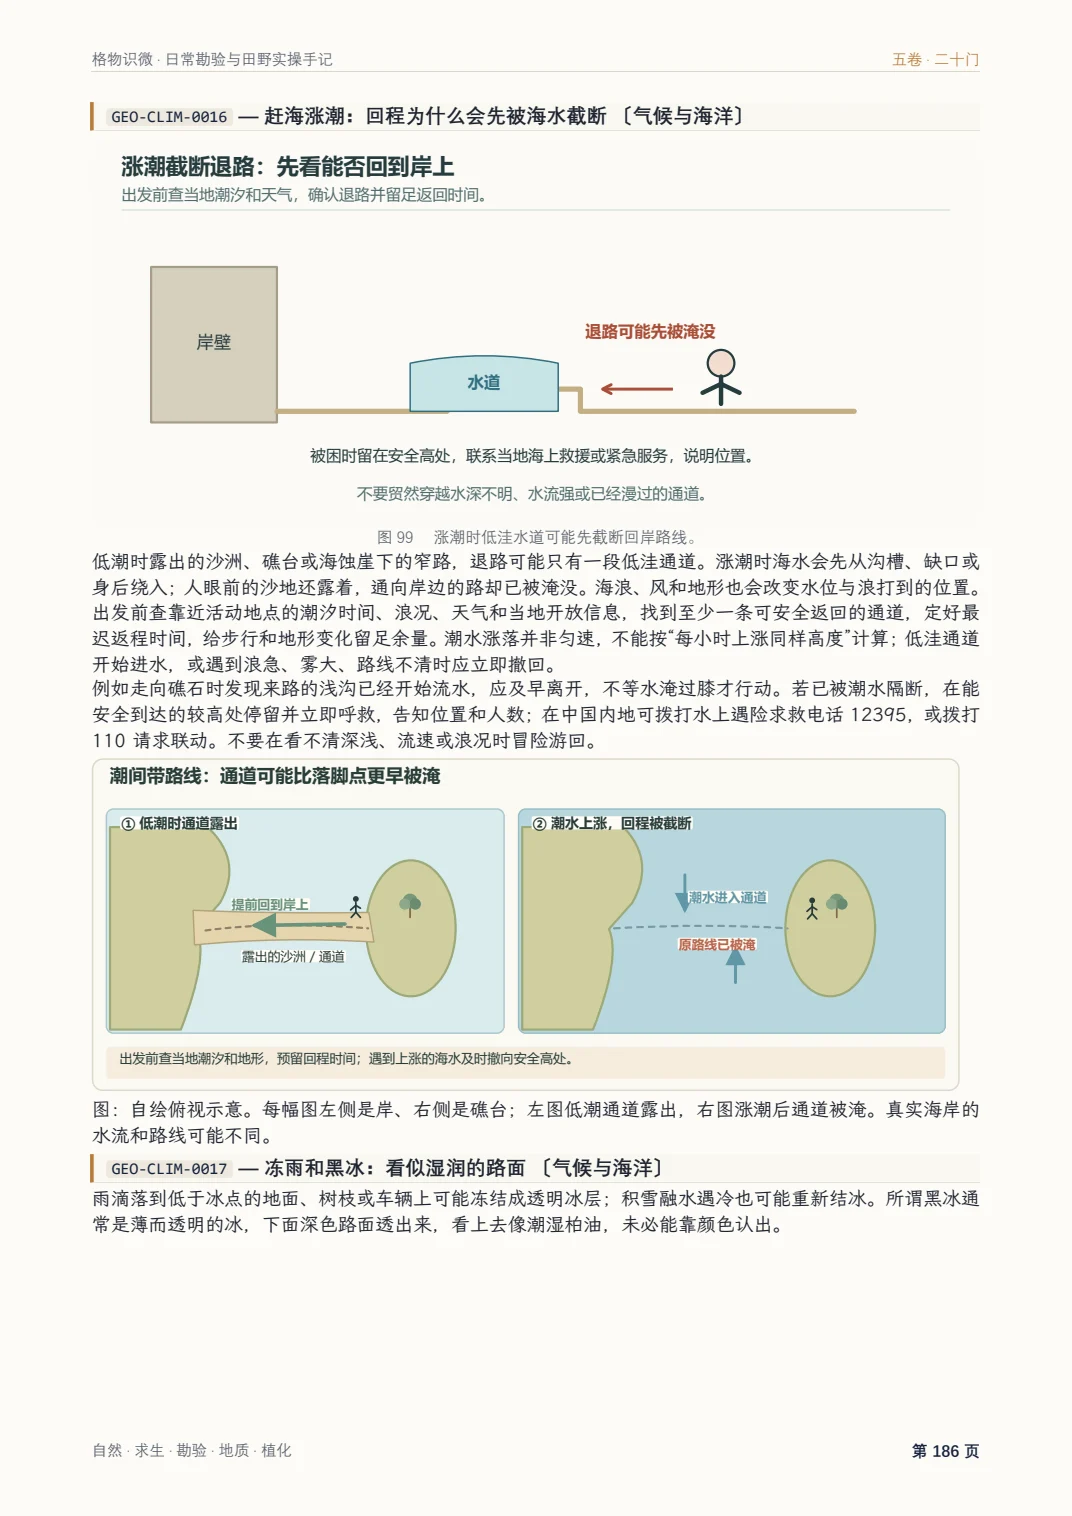 格物识微 · 日常勘验与田野实操手记
五卷 · 二十门
GEO-CLIM-0016 — 赶海涨潮：回程为什么会先被海水截断 〔气候与海洋〕
涨潮截断退路：先看能否回到岸上
出发前查当地潮汐和天气，确认退路并留足返回时间。
岸壁
水道
退路可能先被淹没
被困时留在安全高处，联系当地海上救援或紧急服务，说明位置。
不要贸然穿越水深不明、水流强或已经漫过的通道。
图 99 涨潮时低洼水道可能先截断回岸路线。
低潮时露出的沙洲、礁台或海蚀崖下的窄路，退路可能只有一段低洼通道。涨潮时海水会先从沟槽、缺口或
身后绕入；人眼前的沙地还露着，通向岸边的路却已被淹没。海浪、风和地形也会改变水位与浪打到的位置。
出发前查靠近活动地点的潮汐时间、浪况、天气和当地开放信息，找到至少一条可安全返回的通道，定好最
迟返程时间，给步行和地形变化留足余量。潮水涨落并非匀速，不能按“每小时上涨同样高度”计算；低洼通道
开始进水，或遇到浪急、雾大、路线不清时应立即撤回。
例如走向礁石时发现来路的浅沟已经开始流水，应及早离开，不等水淹过膝才行动。若已被潮水隔断，在能
安全到达的较高处停留并立即呼救，告知位置和人数；在中国内地可拨打水上遇险求救电话 12395，或拨打
110 请求联动。不要在看不清深浅、流速或浪况时冒险游回。
潮间带路线：通道可能比落脚点更早被淹
① 低潮时通道露出
提前回到岸上
露出的沙洲 / 通道
② 潮水上涨，回程被截断
潮水进入通道
原路线已被淹
出发前查当地潮汐和地形，预留回程时间；遇到上涨的海水及时撤向安全高处。
图：自绘俯视示意。每幅图左侧是岸、右侧是礁台；左图低潮通道露出，右图涨潮后通道被淹。真实海岸的
水流和路线可能不同。
GEO-CLIM-0017 — 冻雨和黑冰：看似湿润的路面 〔气候与海洋〕
雨滴落到低于冰点的地面、树枝或车辆上可能冻结成透明冰层；积雪融水遇冷也可能重新结冰。所谓黑冰通
常是薄而透明的冰，下面深色路面透出来，看上去像潮湿柏油，未必能靠颜色认出。
自然 · 求生 · 勘验 · 地质 · 植化
第 186 页